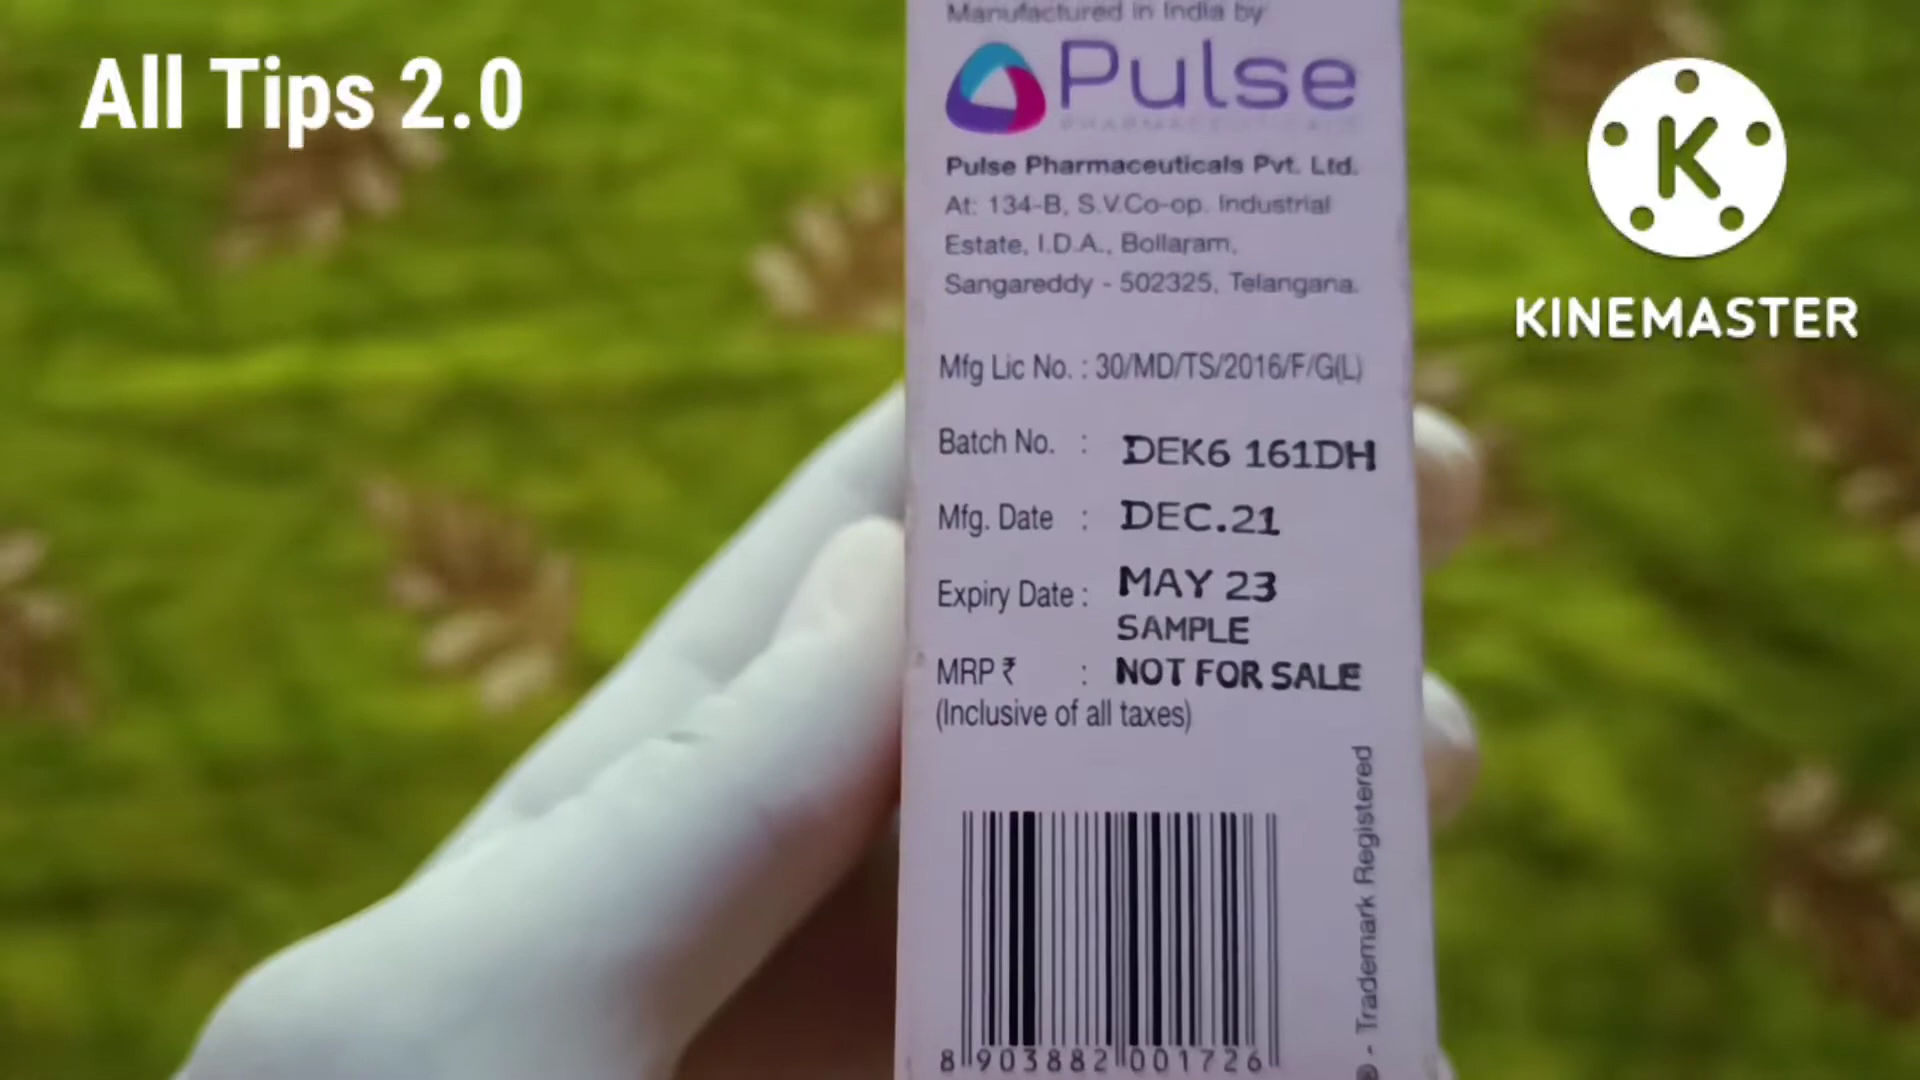 All Tips 2.0
KINEMASTER
Manufactured in India by
Pulse
PHARMACEUTICALS
Pulse Pharmaceuticals Pvt. Ltd.
At: 134-B, S.V.Co-op. Industrial
Estate, I.D.A., Bollaram,
Sangareddy - 502325, Telangana.
Mfg Lic No. : 30/MD/TS/2016/F/G(L)
Batch No. : DEK6 161DH
Mfg. Date : DEC.21
Expiry Date : MAY 23
SAMPLE
MRP ₹ : NOT FOR SALE
(Inclusive of all taxes)
® - Trademark Registered
8 903882 001726